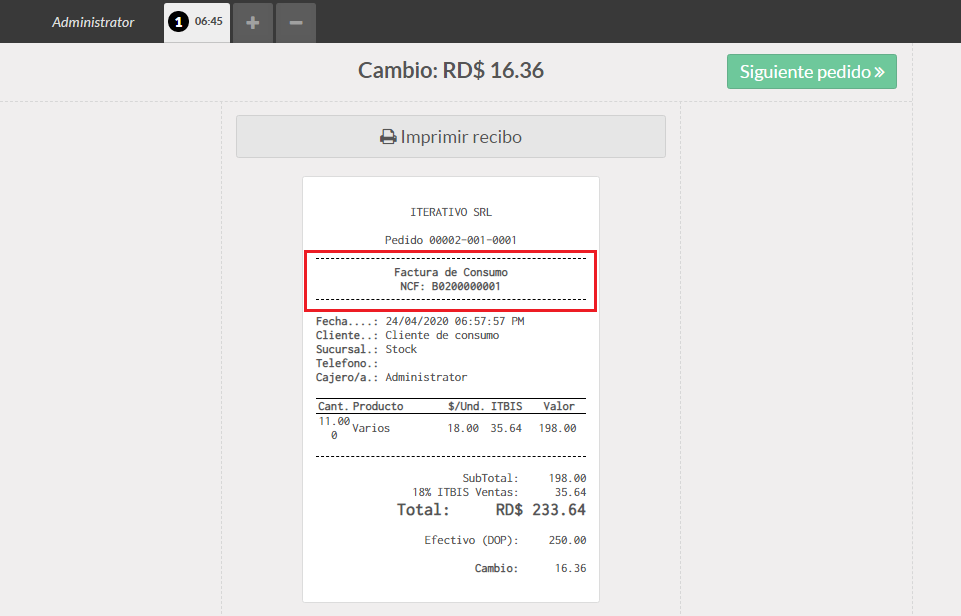 Administrator 1 06:45
Cambio: RD$ 16.36
Siguiente pedido
Imprimir recibo
ITERATIVO SRL
Pedido 00002-001-0001
Factura de Consumo
NCF: B0200000001
Fecha....: 24/04/2020 06:57:57 PM
Cliente..: Cliente de consumo
Sucursal.: Stock
Telefono.:
Cajero/a.: Administrator
Cant. Producto $/Und. ITBIS Valor
11.000 Varios 18.00 35.64 198.00
SubTotal: 198.00
18% ITBIS Ventas: 35.64
Total: RD$ 233.64
Efectivo (DOP): 250.00
Cambio: 16.36